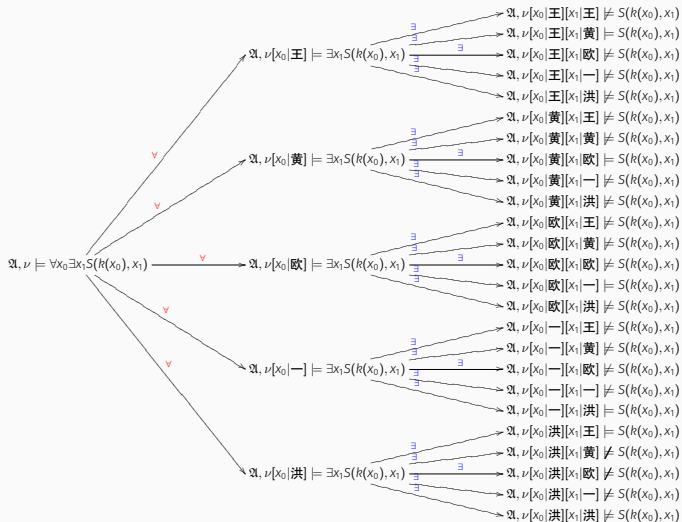 𝔄, ν ⊨ ∀x₀∃x₁S(k(x₀), x₁)
∀
∀
∀
∀
∀
𝔄, ν[x₀|王] ⊨ ∃x₁S(k(x₀), x₁)
∃
∃
∃
∃
∃
𝔄, ν[x₀|王][x₁|王] ⊭ S(k(x₀), x₁)
𝔄, ν[x₀|王][x₁|黄] ⊨ S(k(x₀), x₁)
𝔄, ν[x₀|王][x₁|欧] ⊭ S(k(x₀), x₁)
𝔄, ν[x₀|王][x₁|一] ⊭ S(k(x₀), x₁)
𝔄, ν[x₀|王][x₁|洪] ⊭ S(k(x₀), x₁)
𝔄, ν[x₀|黄] ⊨ ∃x₁S(k(x₀), x₁)
∃
∃
∃
∃
∃
𝔄, ν[x₀|黄][x₁|王] ⊭ S(k(x₀), x₁)
𝔄, ν[x₀|黄][x₁|黄] ⊭ S(k(x₀), x₁)
𝔄, ν[x₀|黄][x₁|欧] ⊨ S(k(x₀), x₁)
𝔄, ν[x₀|黄][x₁|一] ⊭ S(k(x₀), x₁)
𝔄, ν[x₀|黄][x₁|洪] ⊭ S(k(x₀), x₁)
𝔄, ν[x₀|欧] ⊨ ∃x₁S(k(x₀), x₁)
∃
∃
∃
∃
∃
𝔄, ν[x₀|欧][x₁|王] ⊭ S(k(x₀), x₁)
𝔄, ν[x₀|欧][x₁|黄] ⊭ S(k(x₀), x₁)
𝔄, ν[x₀|欧][x₁|欧] ⊭ S(k(x₀), x₁)
𝔄, ν[x₀|欧][x₁|一] ⊨ S(k(x₀), x₁)
𝔄, ν[x₀|欧][x₁|洪] ⊭ S(k(x₀), x₁)
𝔄, ν[x₀|一] ⊨ ∃x₁S(k(x₀), x₁)
∃
∃
∃
∃
∃
𝔄, ν[x₀|一][x₁|王] ⊭ S(k(x₀), x₁)
𝔄, ν[x₀|一][x₁|黄] ⊭ S(k(x₀), x₁)
𝔄, ν[x₀|一][x₁|欧] ⊭ S(k(x₀), x₁)
𝔄, ν[x₀|一][x₁|一] ⊭ S(k(x₀), x₁)
𝔄, ν[x₀|一][x₁|洪] ⊨ S(k(x₀), x₁)
𝔄, ν[x₀|洪] ⊨ ∃x₁S(k(x₀), x₁)
∃
∃
∃
∃
∃
𝔄, ν[x₀|洪][x₁|王] ⊨ S(k(x₀), x₁)
𝔄, ν[x₀|洪][x₁|黄] ⊭ S(k(x₀), x₁)
𝔄, ν[x₀|洪][x₁|欧] ⊭ S(k(x₀), x₁)
𝔄, ν[x₀|洪][x₁|一] ⊭ S(k(x₀), x₁)
𝔄, ν[x₀|洪][x₁|洪] ⊭ S(k(x₀), x₁)